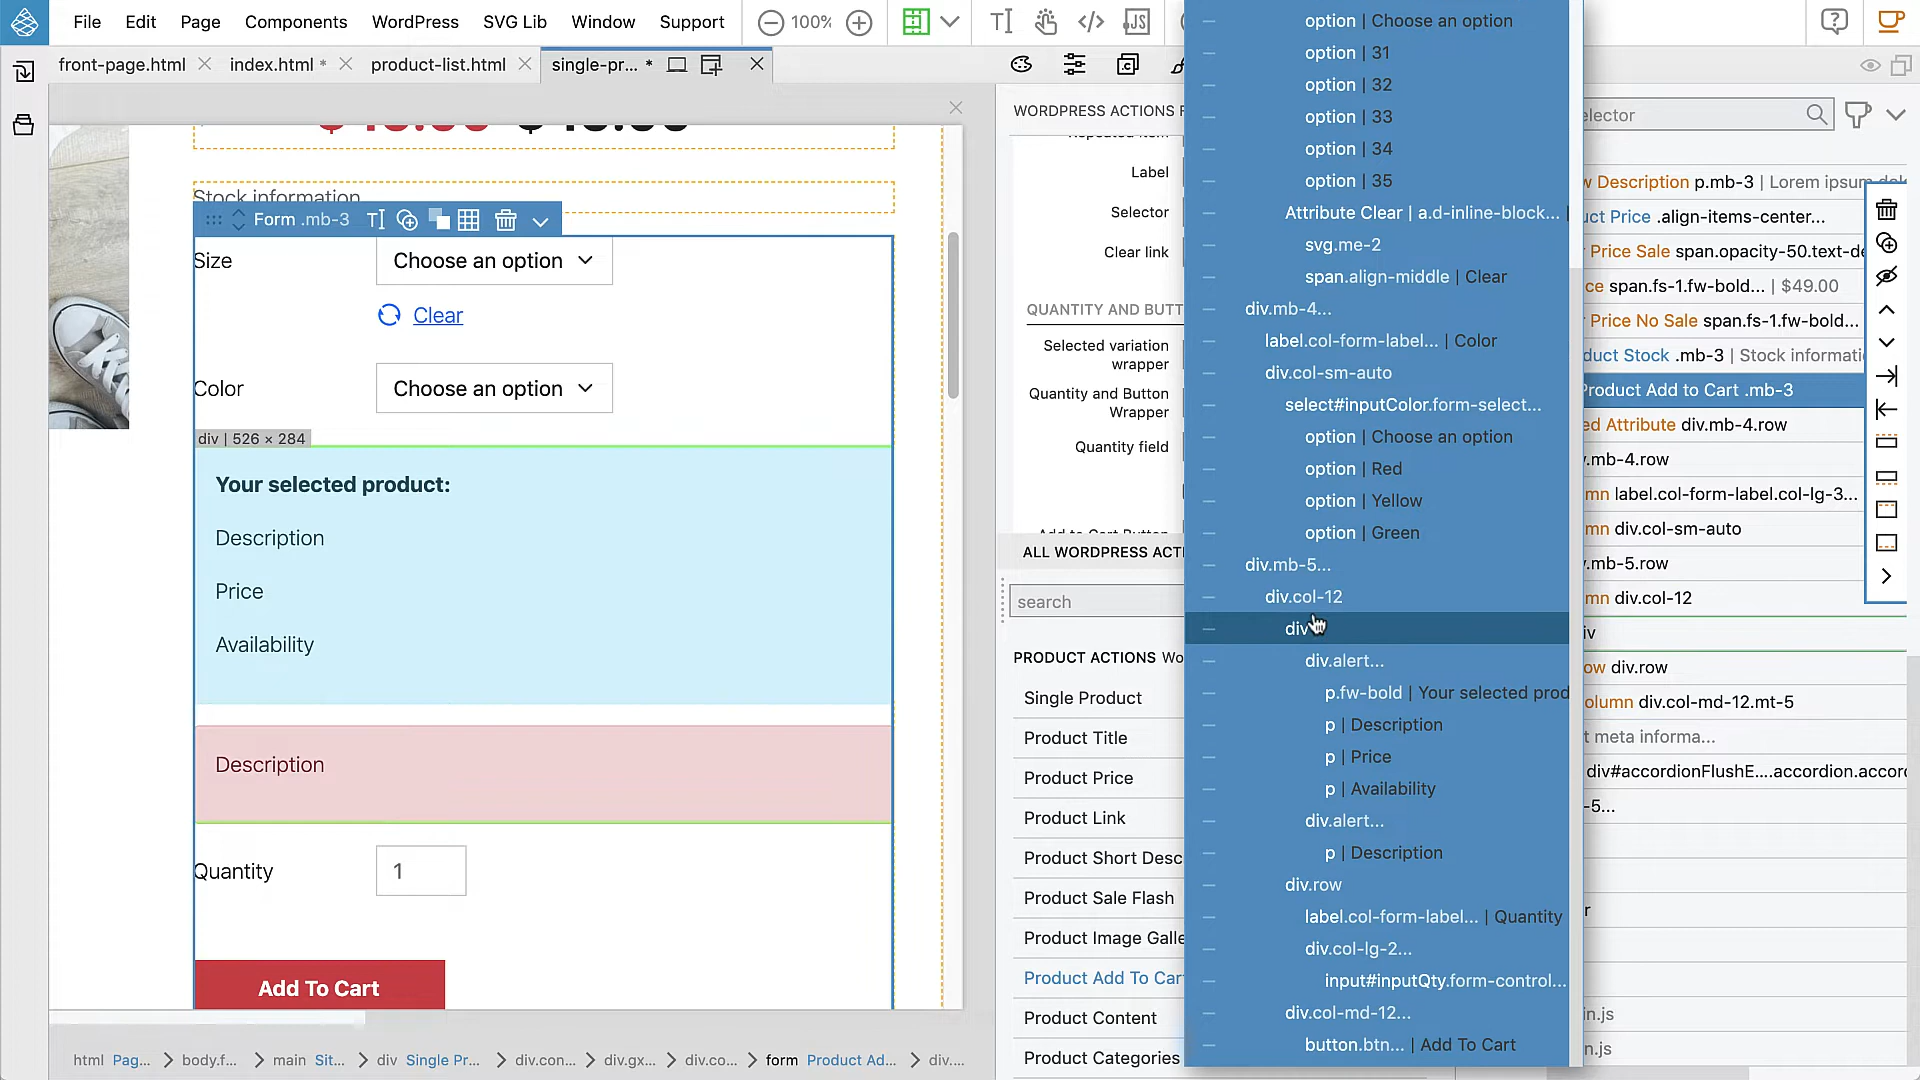 File Edit Page Components WordPress SVG Lib Window Support 100% JS
front-page.html index.html * product-list.html single-pr... *
Stock information
Form .mb-3
Size
Choose an option
Clear
Color
Choose an option
div | 526 × 284
Your selected product:
Description
Price
Availability
Description
Quantity
1
Add To Cart
html Pag... body.f... main Sit... div Single Pr... div.con... div.gx... div.co... form Product Ad... div....
WORDPRESS ACTIONS
Repeated item
Label
Selector
Clear link
QUANTITY AND BUTT
Selected variation
wrapper
Quantity and Button
Wrapper
Quantity field
Add to Cart Button
ALL WORDPRESS ACTI
search
PRODUCT ACTIONS Wo
Single Product
Product Title
Product Price
Product Link
Product Short Desc
Product Sale Flash
Product Image Galle
Product Add To Cart
Product Content
Product Categories
option | Choose an option
option | 31
option | 32
option | 33
option | 34
option | 35
Attribute Clear | a.d-inline-block... |
svg.me-2
span.align-middle | Clear
div.mb-4...
label.col-form-label... | Color
div.col-sm-auto
select#inputColor.form-select...
option | Choose an option
option | Red
option | Yellow
option | Green
div.mb-5...
div.col-12
div
div.alert...
p.fw-bold | Your selected prod
p | Description
p | Price
p | Availability
div.alert...
p | Description
div.row
label.col-form-label... | Quantity
div.col-lg-2...
input#inputQty.form-control...
div.col-md-12...
button.btn... | Add To Cart
elector
w Description p.mb-3 | Lorem ipsum dol
uct Price .align-items-center...
r Price Sale span.opacity-50.text-de
ce span.fs-1.fw-bold... | $49.00
r Price No Sale span.fs-1.fw-bold...
duct Stock .mb-3 | Stock informati
Product Add to Cart .mb-3
ed Attribute div.mb-4.row
v.mb-4.row
mn label.col-form-label.col-lg-3...
mn div.col-sm-auto
v.mb-5.row
mn div.col-12
iv
ow div.row
olumn div.col-md-12.mt-5
t meta informa...
div#accordionFlushE....accordion.accor
-5...
r
in.js
n.js